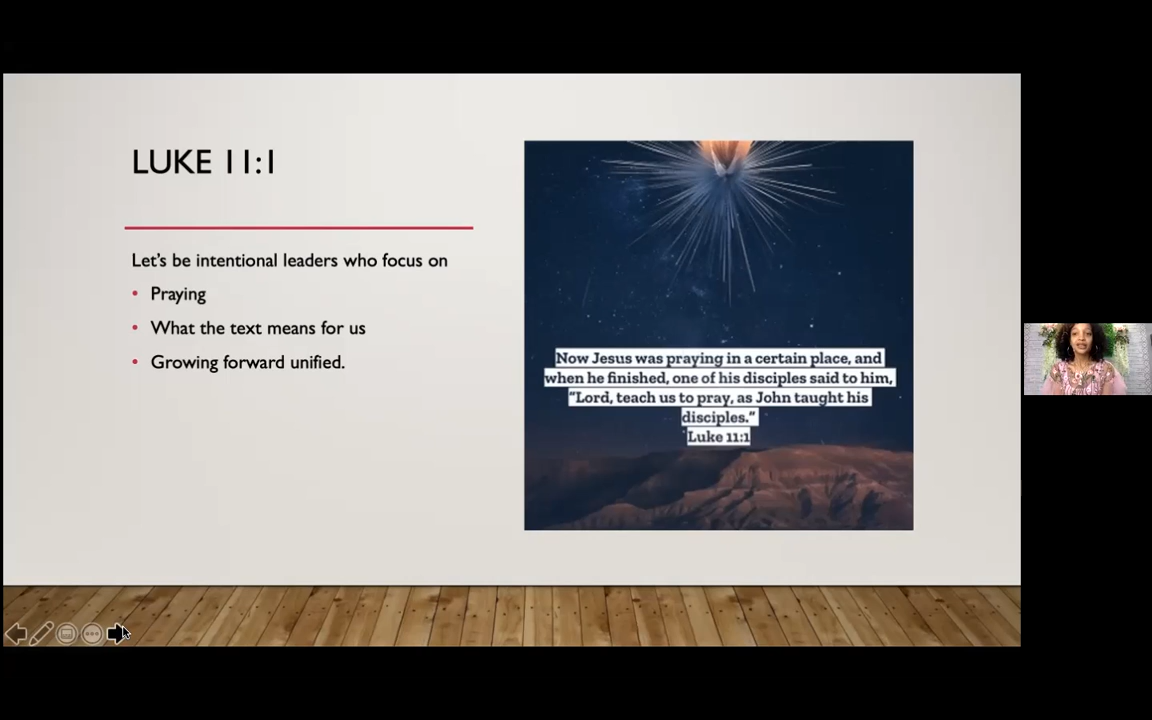 LUKE 11:1
Let's be intentional leaders who focus on
• Praying
• What the text means for us
• Growing forward unified.
Now Jesus was praying in a certain place, and
when he finished, one of his disciples said to him,
"Lord, teach us to pray, as John taught his
disciples."
Luke 11:1